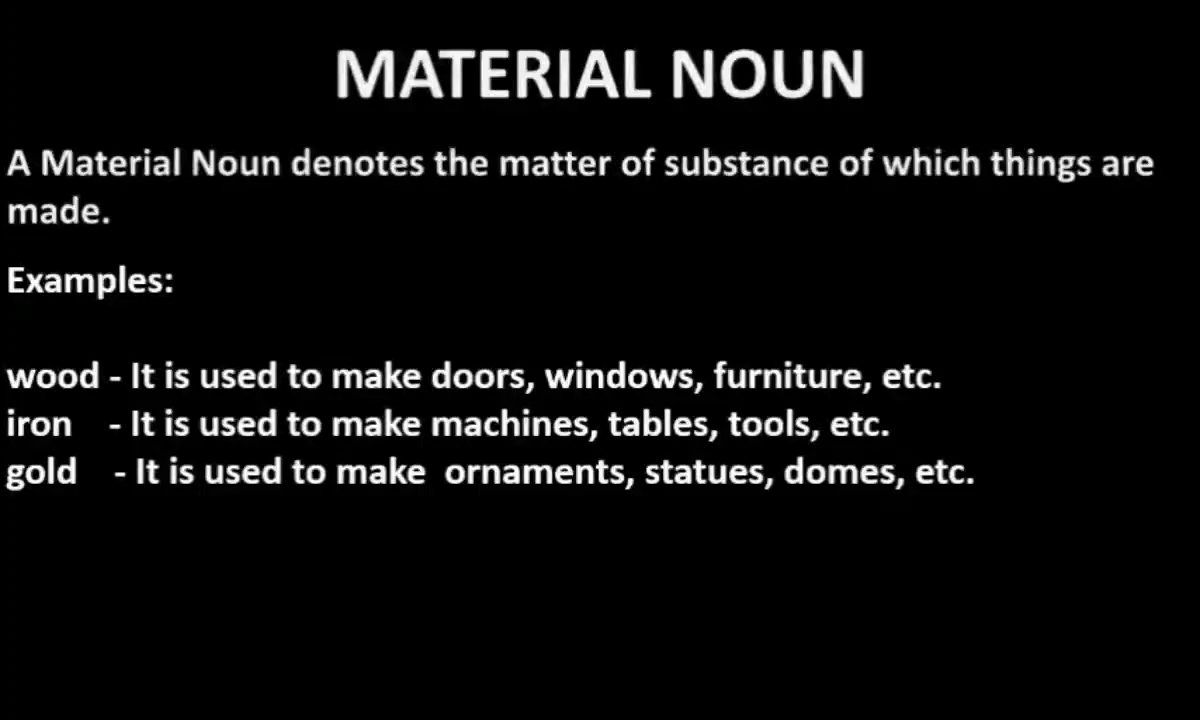 MATERIAL NOUN
A Material Noun denotes the matter of substance of which things are
made.
Examples:
wood - It is used to make doors, windows, furniture, etc.
iron - It is used to make machines, tables, tools, etc.
gold - It is used to make ornaments, statues, domes, etc.